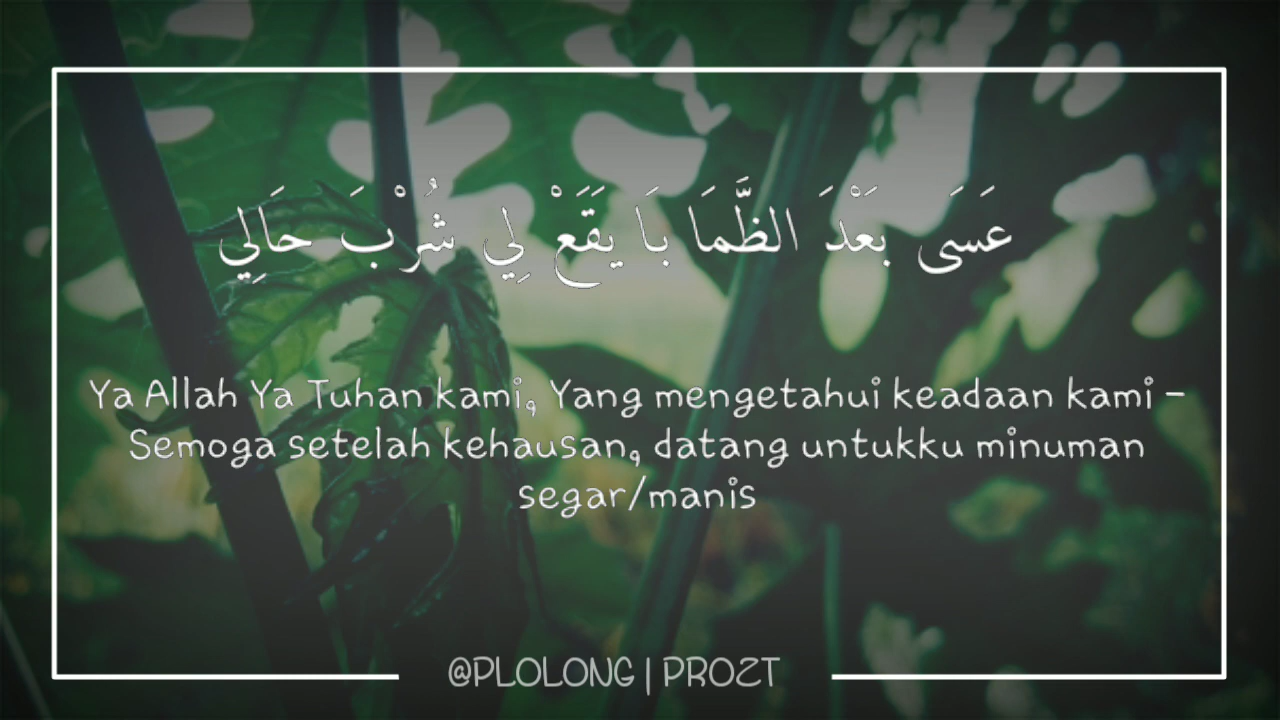 عَسَى بَعْدَ الظَّمَا بَا يَقَعْ لِي شُرْبَ حَالِي
Ya Allah Ya Tuhan kami, Yang mengetahui keadaan kami -
Semoga setelah kehausan, datang untukku minuman
segar/manis
@PLOLONG | PROZT